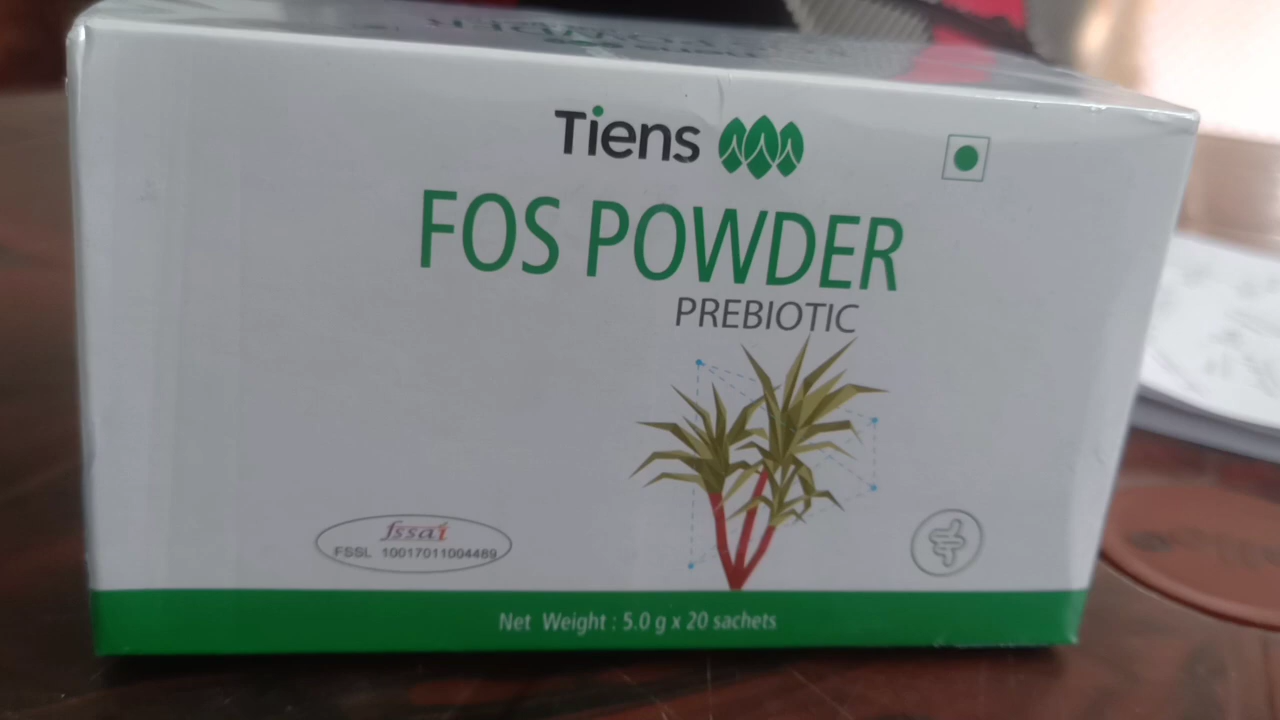 Tiens
FOS POWDER
PREBIOTIC
fssai
FSSL 10017011004489
Net Weight : 5.0 g x 20 sachets